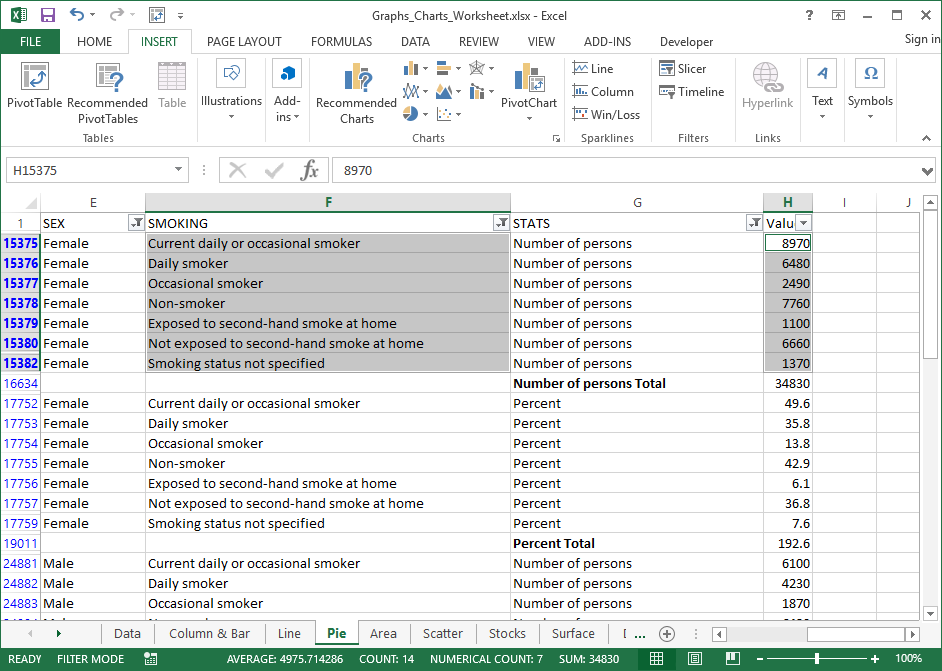 Graphs_Charts_Worksheet.xlsx - Excel
?
FILE HOME INSERT PAGE LAYOUT FORMULAS DATA REVIEW VIEW ADD-INS Developer Sign in
PivotTable Recommended PivotTables Table
Tables
Illustrations
Add-ins
Recommended Charts
PivotChart
Charts
Line
Column
Win/Loss
Sparklines
Slicer
Timeline
Filters
Hyperlink
Links
Text
Symbols
H15375 fx 8970
E F G H I J
1 SEX SMOKING STATS Valu
15375 Female Current daily or occasional smoker Number of persons 8970
15376 Female Daily smoker Number of persons 6480
15377 Female Occasional smoker Number of persons 2490
15378 Female Non-smoker Number of persons 7760
15379 Female Exposed to second-hand smoke at home Number of persons 1100
15380 Female Not exposed to second-hand smoke at home Number of persons 6660
15382 Female Smoking status not specified Number of persons 1370
16634 Number of persons Total 34830
17752 Female Current daily or occasional smoker Percent 49.6
17753 Female Daily smoker Percent 35.8
17754 Female Occasional smoker Percent 13.8
17755 Female Non-smoker Percent 42.9
17756 Female Exposed to second-hand smoke at home Percent 6.1
17757 Female Not exposed to second-hand smoke at home Percent 36.8
17759 Female Smoking status not specified Percent 7.6
19011 Percent Total 192.6
24881 Male Current daily or occasional smoker Number of persons 6100
24882 Male Daily smoker Number of persons 4230
24883 Male Occasional smoker Number of persons 1870
Data Column & Bar Line Pie Area Scatter Stocks Surface ...
READY FILTER MODE AVERAGE: 4975.714286 COUNT: 14 NUMERICAL COUNT: 7 SUM: 34830 100%